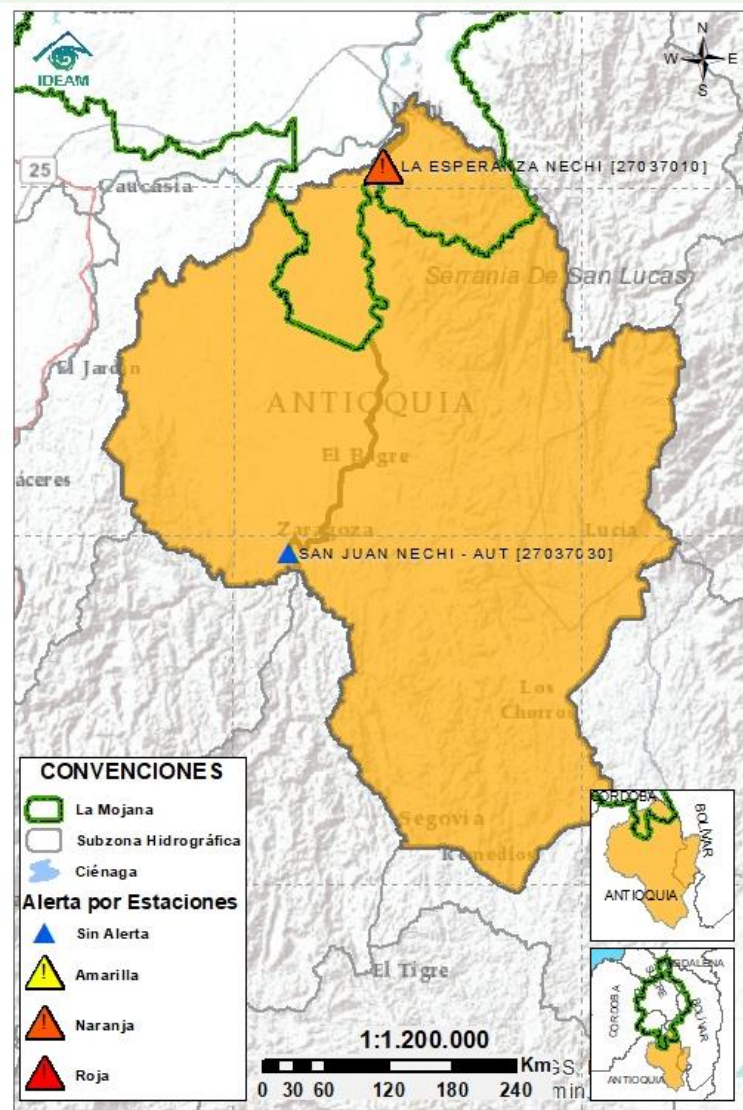 IDEAM
N
W E
S
25
Caucasia
LA ESPERANZA NECHI [27037010]
Serrania De San Lucas
El Jardin
ANTIOQUIA
El Bagre
áceres
Zaragoza
Lucia
SAN JUAN NECHI - AUT [27037030]
Los
Chorros
Segovia
Remedios
El Tigre
CONVENCIONES
La Mojana
Subzona Hidrográfica
Ciénaga
Alerta por Estaciones
Sin Alerta
Amarilla
Naranja
Roja
1:1.200.000
Km
0 30 60 120 180 240
CORDOBA
BOLÍVAR
ANTIOQUIA
CORDOBA
BOLIVAR
ANTIOQUIA